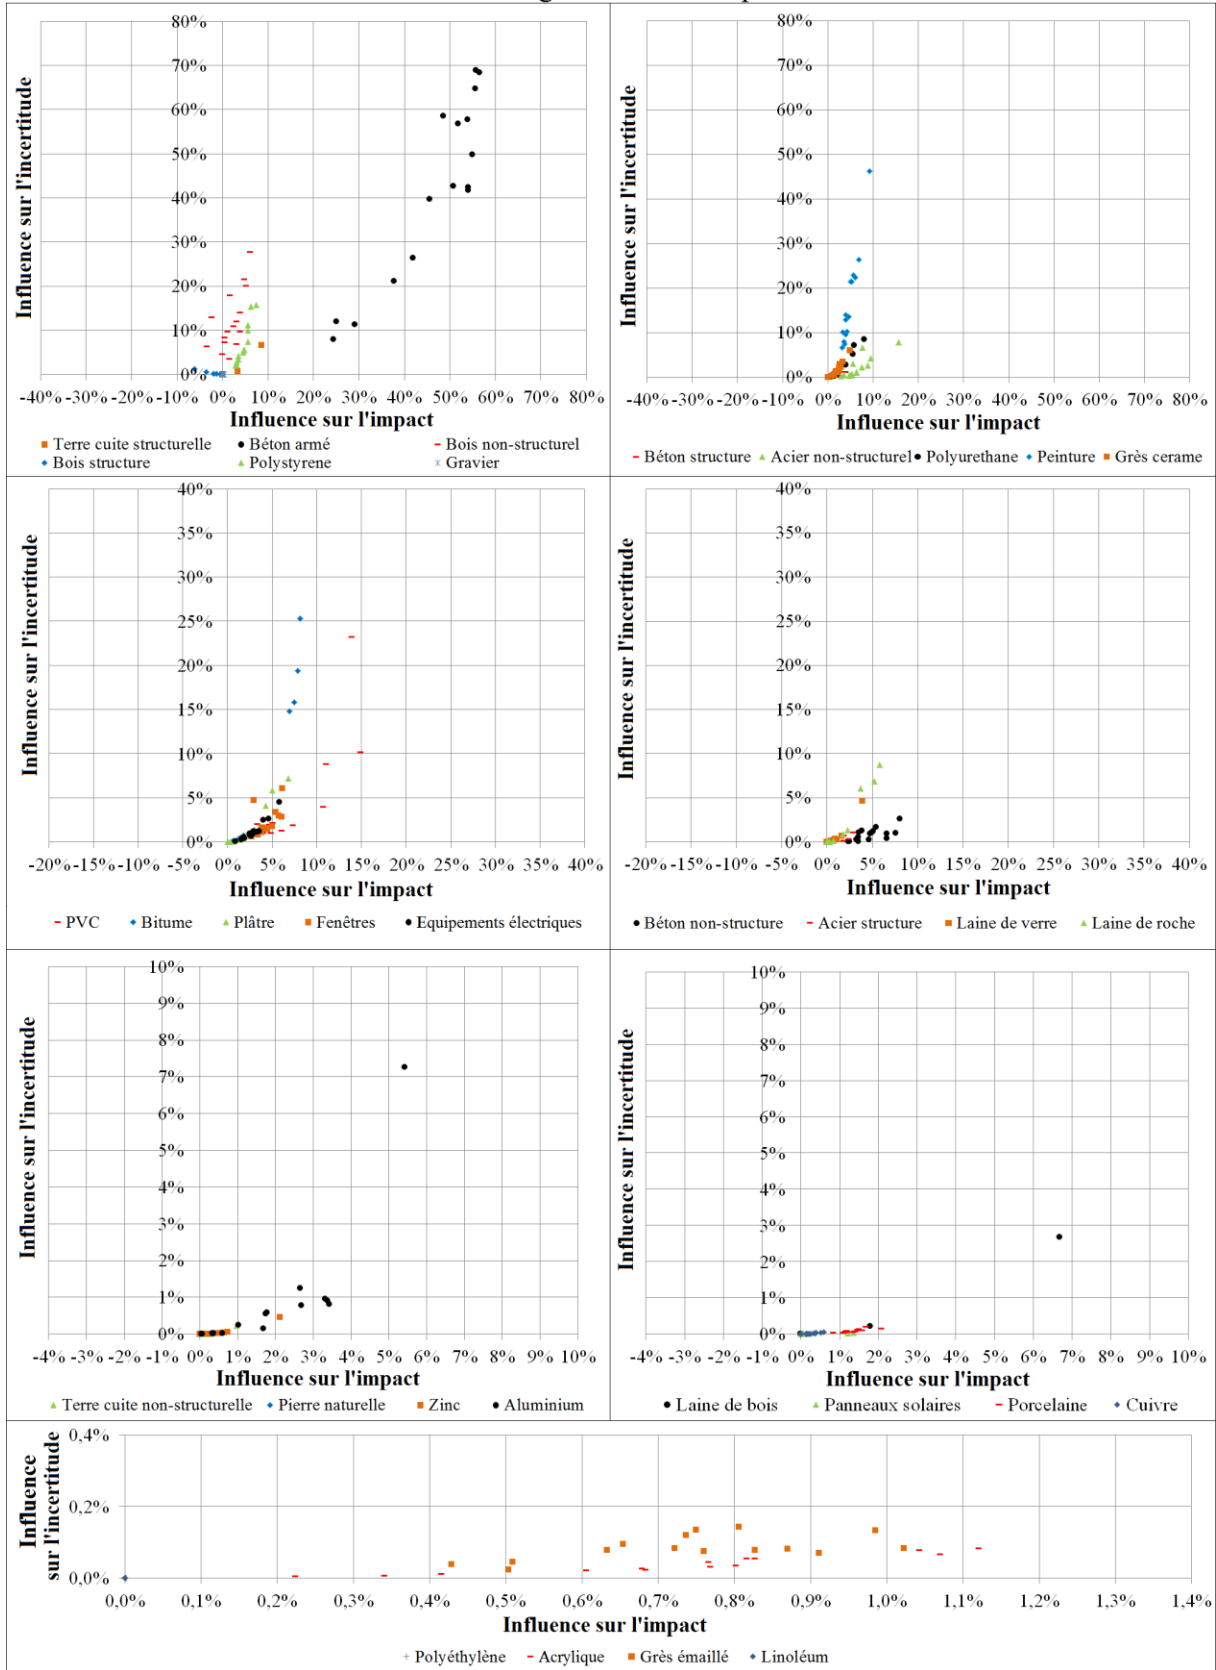 80%
70%
60%
50%
40%
30%
20%
10%
0%
-40% -30% -20% -10% 0% 10% 20% 30% 40% 50% 60% 70% 80%
Influence sur l'incertitude
Influence sur l'impact
Terre cuite structurelle Béton armé Bois non-structurel
Bois structure Polystyrene Gravier
80%
70%
60%
50%
40%
30%
20%
10%
0%
-40% -30% -20% -10% 0% 10% 20% 30% 40% 50% 60% 70% 80%
Influence sur l'incertitude
Influence sur l'impact
Béton structure Acier non-structurel Polyurethane Peinture Grès cerame
40%
35%
30%
25%
20%
15%
10%
5%
0%
-20% -15% -10% -5% 0% 5% 10% 15% 20% 25% 30% 35% 40%
Influence sur l'incertitude
Influence sur l'impact
PVC Bitume Plâtre Fenêtres Equipements électriques
40%
35%
30%
25%
20%
15%
10%
5%
0%
-20% -15% -10% -5% 0% 5% 10% 15% 20% 25% 30% 35% 40%
Influence sur l'incertitude
Influence sur l'impact
Béton non-structure Acier structure Laine de verre Laine de roche
10%
9%
8%
7%
6%
5%
4%
3%
2%
1%
0%
-4% -3% -2% -1% 0% 1% 2% 3% 4% 5% 6% 7% 8% 9% 10%
Influence sur l'incertitude
Influence sur l'impact
Terre cuite non-structurelle Pierre naturelle Zinc Aluminium
10%
9%
8%
7%
6%
5%
4%
3%
2%
1%
0%
-4% -3% -2% -1% 0% 1% 2% 3% 4% 5% 6% 7% 8% 9% 10%
Influence sur l'incertitude
Influence sur l'impact
Laine de bois Panneaux solaires Porcelaine Cuivre
0,4%
0,2%
0,0%
0,0% 0,1% 0,2% 0,3% 0,4% 0,5% 0,6% 0,7% 0,8% 0,9% 1,0% 1,1% 1,2% 1,3% 1,4%
Influence
sur l'incertitude
Influence sur l'impact
Polyéthylène Acrylique Grès émaillé Linoléum